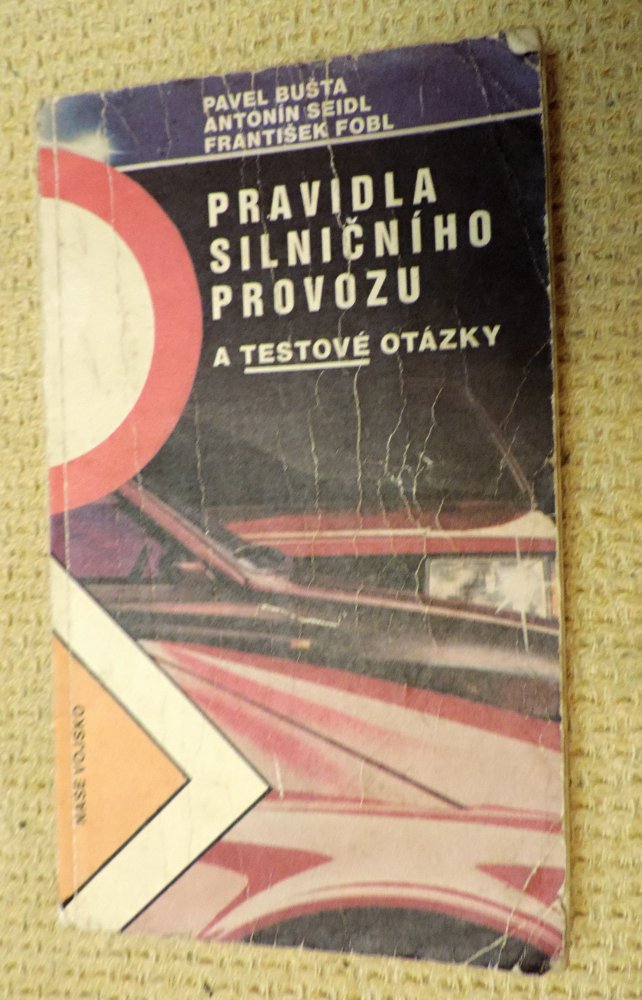 PAVEL BUŠTA
ANTONÍN SEIDL
FRANTIŠEK FOBL
PRAVIDLA
SILNIČNÍHO
PROVOZU
A TESTOVÉ OTÁZKY
NAŠE VOJSKO